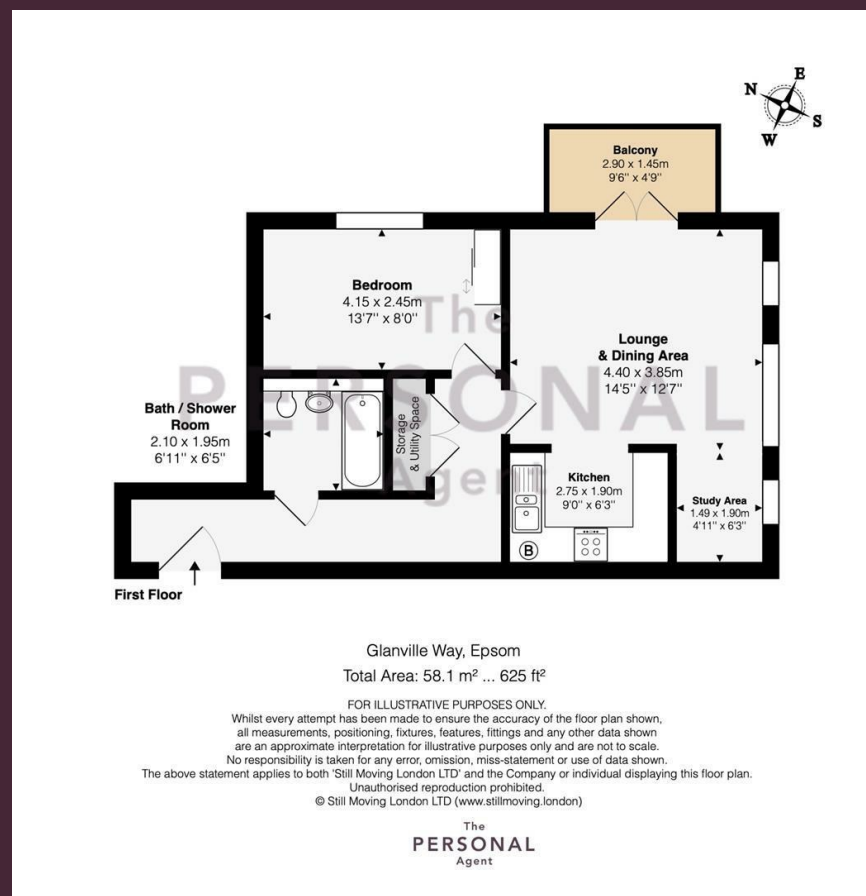 N
E
S
W
Balcony
2.90 x 1.45m
9'6" x 4'9"
Bedroom
4.15 x 2.45m
13'7" x 8'0"
Lounge
& Dining Area
4.40 x 3.85m
14'5" x 12'7"
Bath / Shower
Room
2.10 x 1.95m
6'11" x 6'5"
Storage
& Utility Space
Kitchen
2.75 x 1.90m
9'0" x 6'3"
Study Area
1.49 x 1.90m
4'11" x 6'3"
B
First Floor
The
PERSONAL
Agent
Glanville Way, Epsom
Total Area: 58.1 m² ... 625 ft²
FOR ILLUSTRATIVE PURPOSES ONLY.
Whilst every attempt has been made to ensure the accuracy of the floor plan shown,
all measurements, positioning, fixtures, features, fittings and any other data shown
are an approximate interpretation for illustrative purposes only and are not to scale.
No responsibility is taken for any error, omission, miss-statement or use of data shown.
The above statement applies to both 'Still Moving London LTD' and the Company or individual displaying this floor plan.
Unauthorised reproduction prohibited.
© Still Moving London LTD (www.stillmoving.london)
The
PERSONAL
Agent